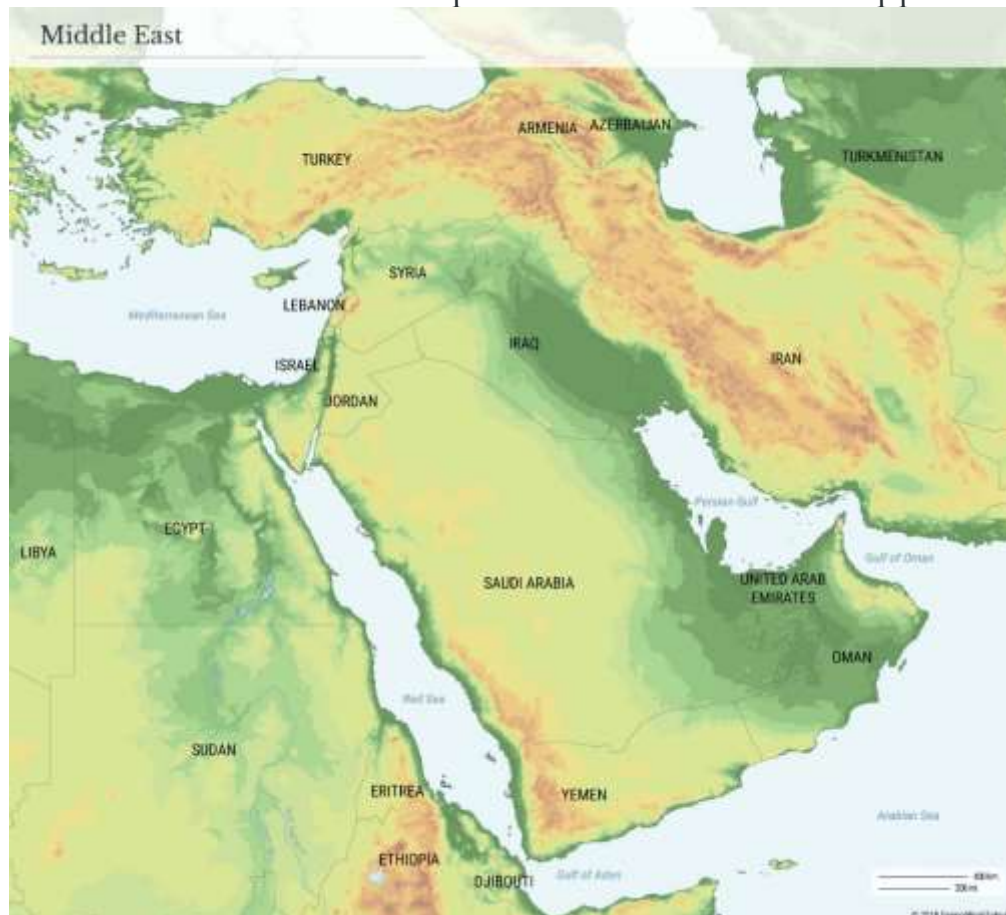 Middle East
ARMENIA
AZERBAIJAN
TURKEY
TURKMENISTAN
SYRIA
LEBANON
Mediterranean Sea
IRAQ
IRAN
ISRAEL
JORDAN
Persian Gulf
EGYPT
LIBYA
Gulf of Oman
SAUDI ARABIA
UNITED ARAB
EMIRATES
OMAN
Red Sea
SUDAN
ERITREA
YEMEN
Arabian Sea
ETHIOPIA
DJIBOUTI
Gulf of Aden